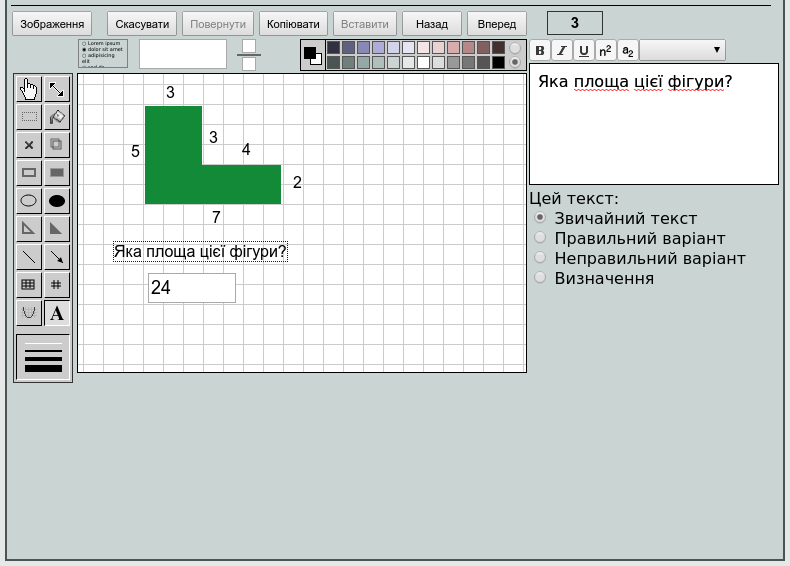 Зображення Скасувати Повернути Копіювати Вставити Назад Вперед 3
Lorem ipsum
dolor sit amet
adipisicing
elit
B I U n2 a2
3
5
3
4
2
7
Яка площа цієї фігури?
24
A
Яка площа цієї фігури?
Цей текст:
Звичайний текст
Правильний варіант
Неправильний варіант
Визначення